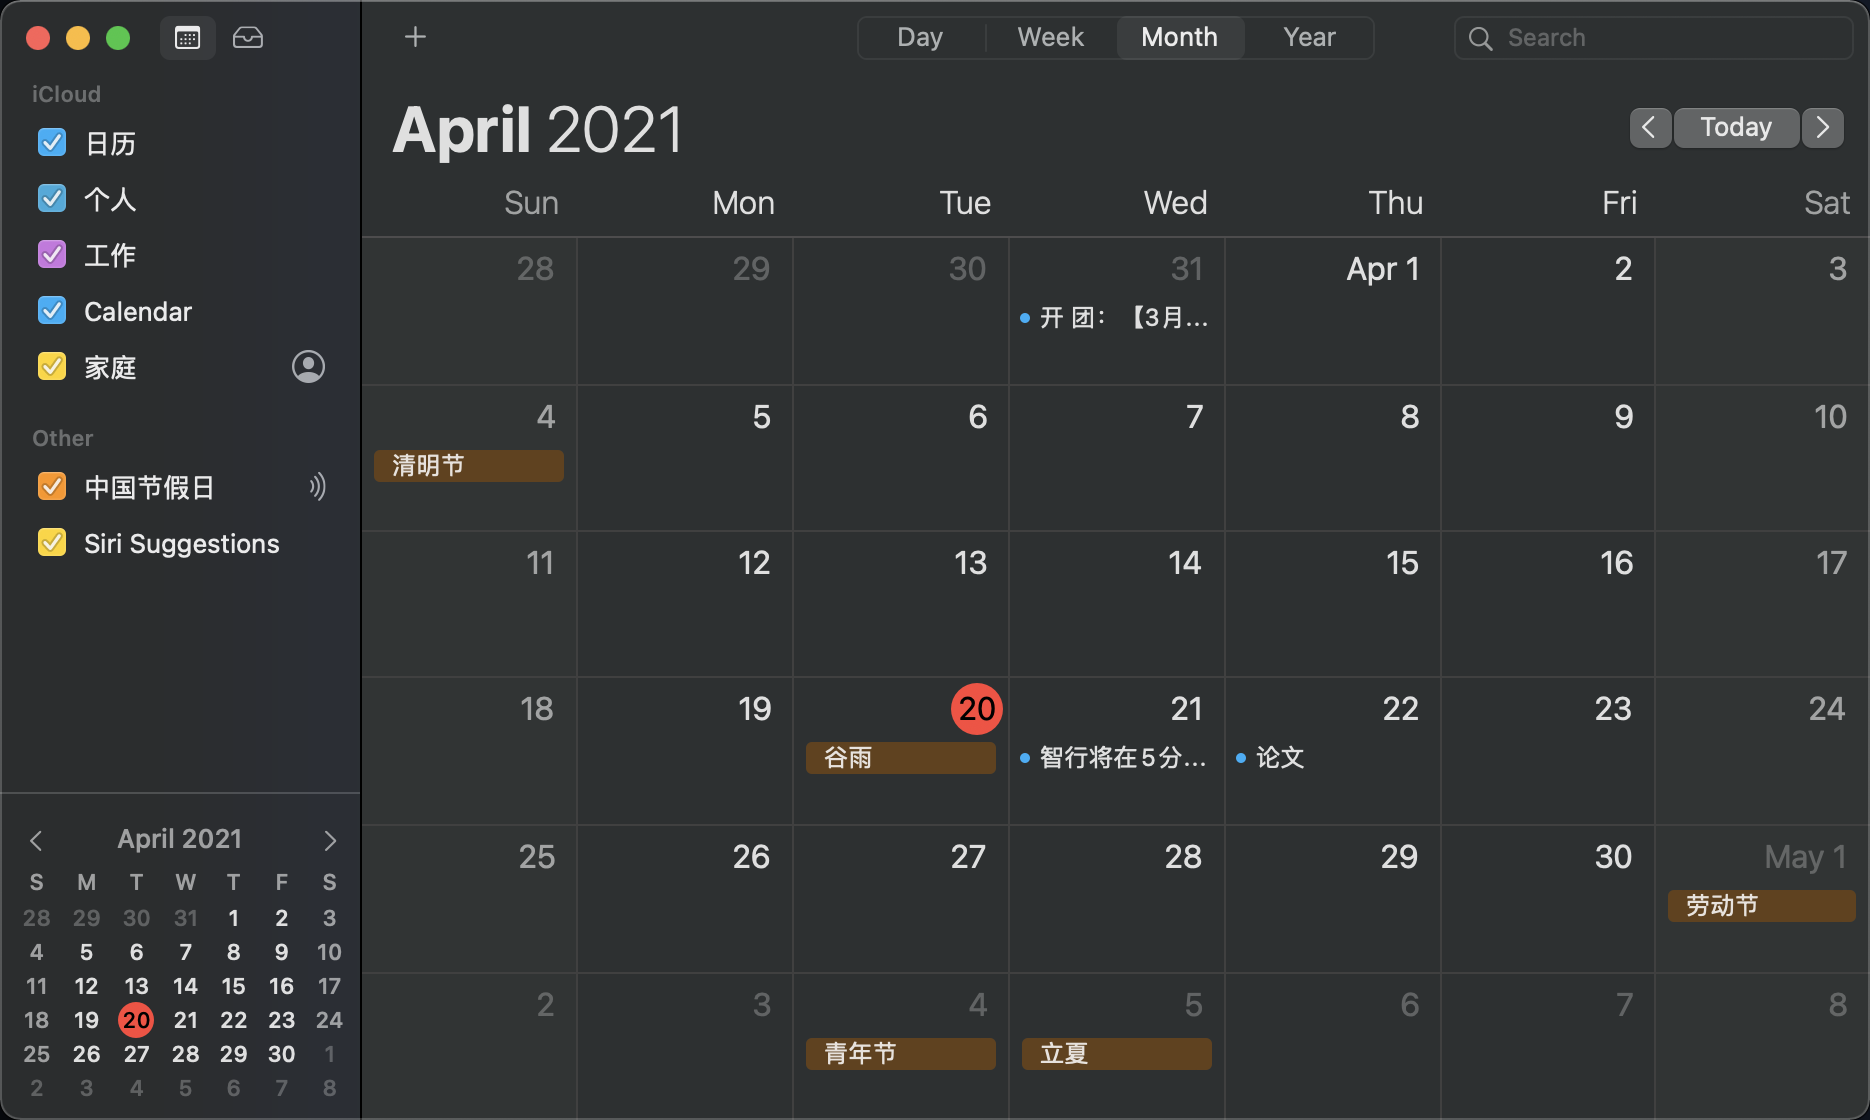 Day Week Month Year
Search
iCloud
日历
个人
工作
Calendar
家庭
Other
中国节假日
Siri Suggestions
April 2021
S M T W T F S
28 29 30 31 1 2 3
4 5 6 7 8 9 10
11 12 13 14 15 16 17
18 19 20 21 22 23 24
25 26 27 28 29 30 1
2 3 4 5 6 7 8
April 2021
Today
Sun Mon Tue Wed Thu Fri Sat
28 29 30 31 Apr 1 2 3
开 团： 【3月...
4 5 6 7 8 9 10
清明节
11 12 13 14 15 16 17
18 19 20 21 22 23 24
谷雨 智行将在5分... 论文
25 26 27 28 29 30 May 1
劳动节
2 3 4 5 6 7 8
青年节 立夏